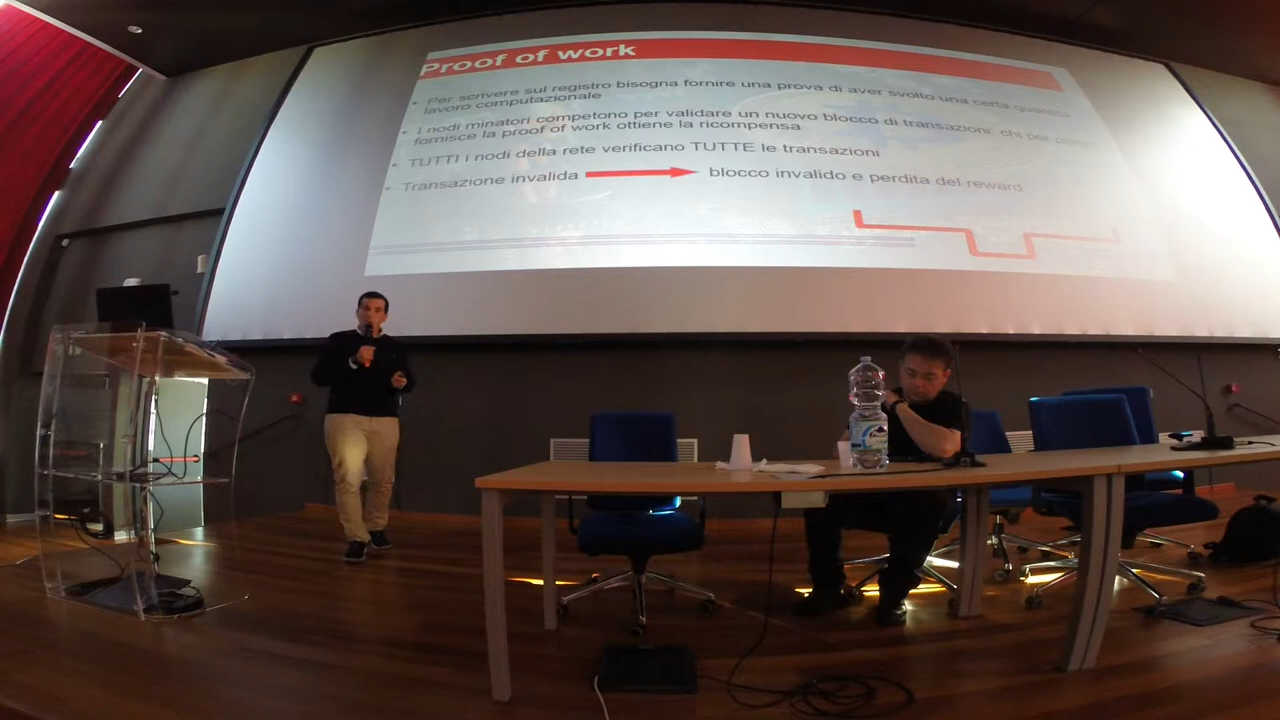 Proof of work
Per scrivere sul registro bisogna fornire una prova di aver svolto una certa quantità
lavoro computazionale
I nodi minatori competono per validare un nuovo blocco di transazioni: chi per primo
fornisce la proof of work ottiene la ricompensa
TUTTI i nodi della rete verificano TUTTE le transazioni
Transazione invalida blocco invalido e perdita del reward